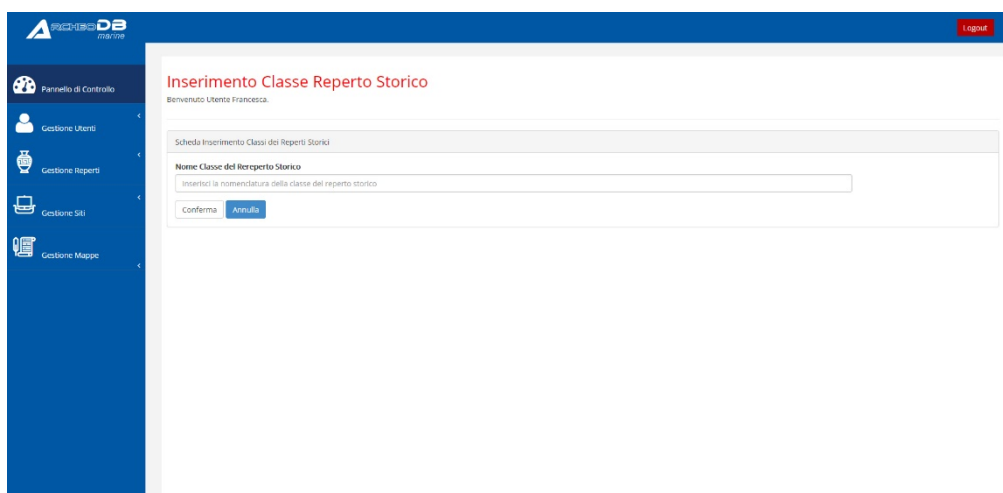 ARCHEODB
marine
Logout
Pannello di Controllo
Gestione Utenti
Gestione Reperti
Gestione Siti
Gestione Mappe
Inserimento Classe Reperto Storico
Benvenuto Utente Francesca.
Scheda Inserimento Classi dei Reperti Storici
Nome Classe del Rereperto Storico
Inserisci la nomenclatura della classe del reperto storico
Conferma Annulla